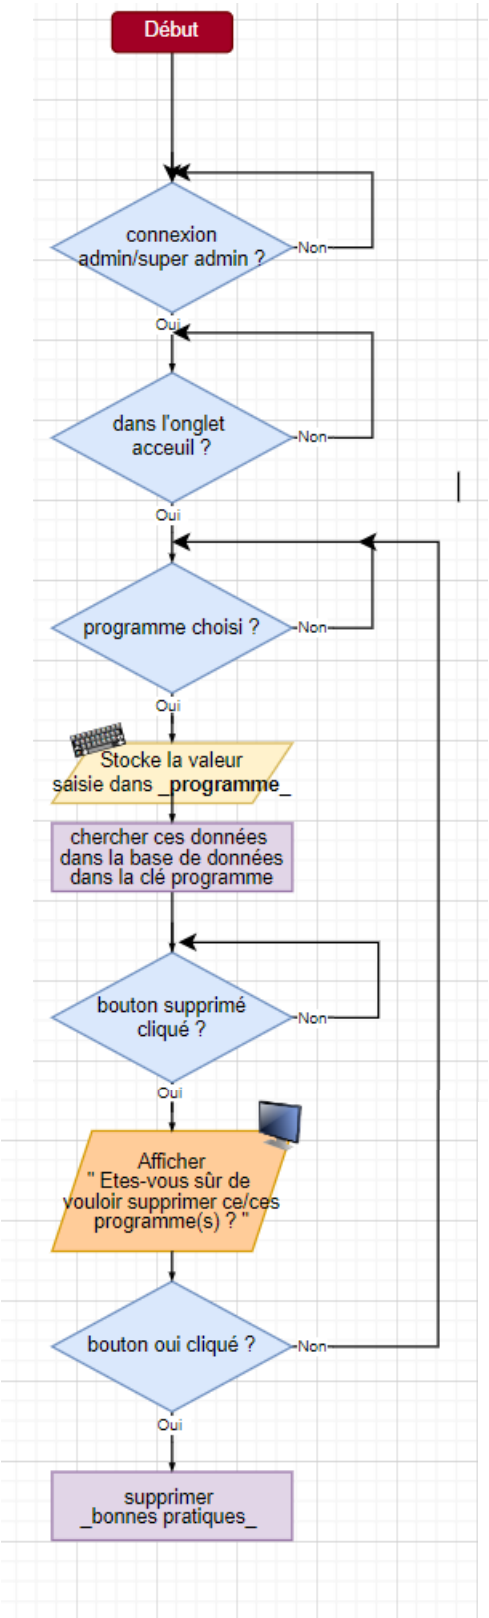 Début
connexion
admin/super admin ?
Non
Oui
dans l'onglet
acceuil ?
Non
Oui
programme choisi ?
Non
Oui
Stocke la valeur
saisie dans _programme_
chercher ces données
dans la base de données
dans la clé programme
bouton supprimé
cliqué ?
Non
Oui
Afficher
" Etes-vous sûr de
vouloir supprimer ce/ces
programme(s) ? "
bouton oui cliqué ?
Non
Oui
supprimer
_bonnes pratiques_